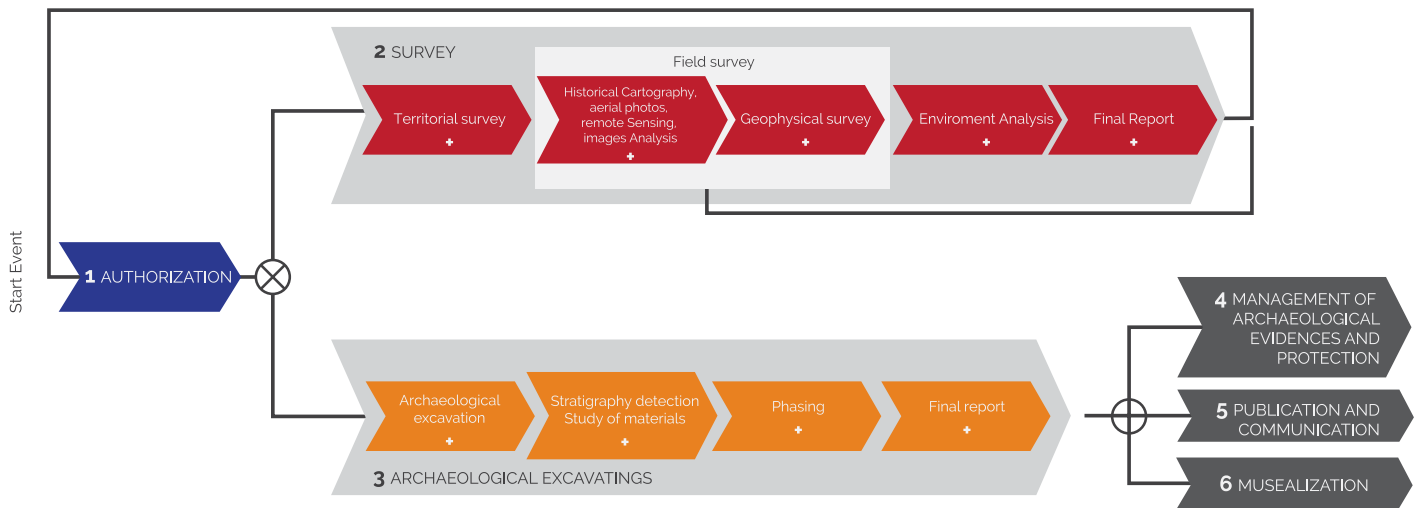 Start Event
1 AUTHORIZATION
2 SURVEY
Territorial survey
Field survey
Historical Cartography,
aerial photos,
remote Sensing,
images Analysis
Geophysical survey
Enviroment Analysis
Final Report
Archaeological
excavation
Stratigraphy detection
Study of materials
Phasing
Final report
3 ARCHAEOLOGICAL EXCAVATINGS
4 MANAGEMENT OF
ARCHAEOLOGICAL
EVIDENCES AND
PROTECTION
5 PUBLICATION AND
COMMUNICATION
6 MUSEALIZATION